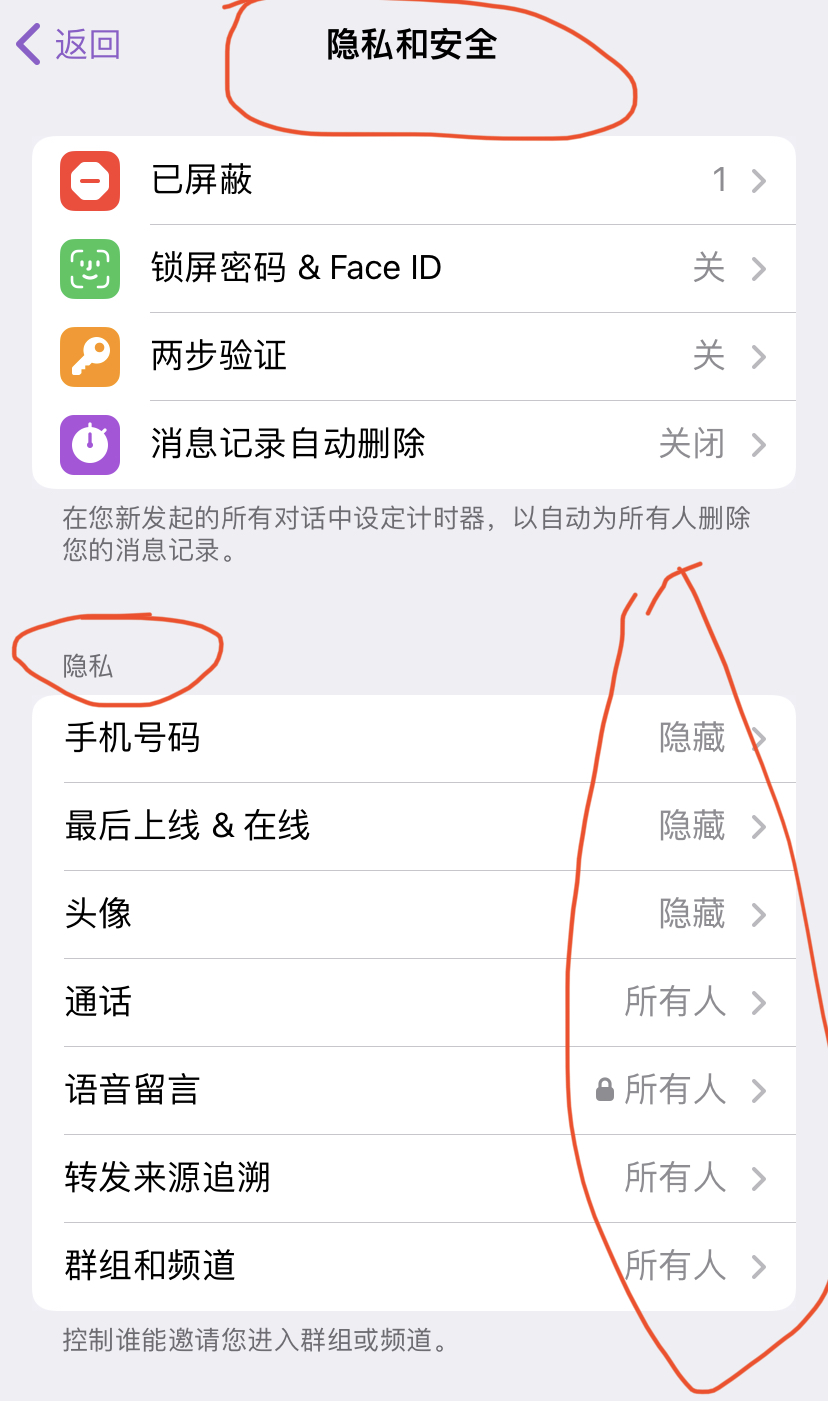 返回
隐私和安全
已屏蔽 1
锁屏密码 & Face ID 关
两步验证 关
消息记录自动删除 关闭
在您新发起的所有对话中设定计时器，以自动为所有人删除
您的消息记录。
隐私
手机号码 隐藏
最后上线 & 在线 隐藏
头像 隐藏
通话 所有人
语音留言 所有人
转发来源追溯 所有人
群组和频道 所有人
控制谁能邀请您进入群组或频道。